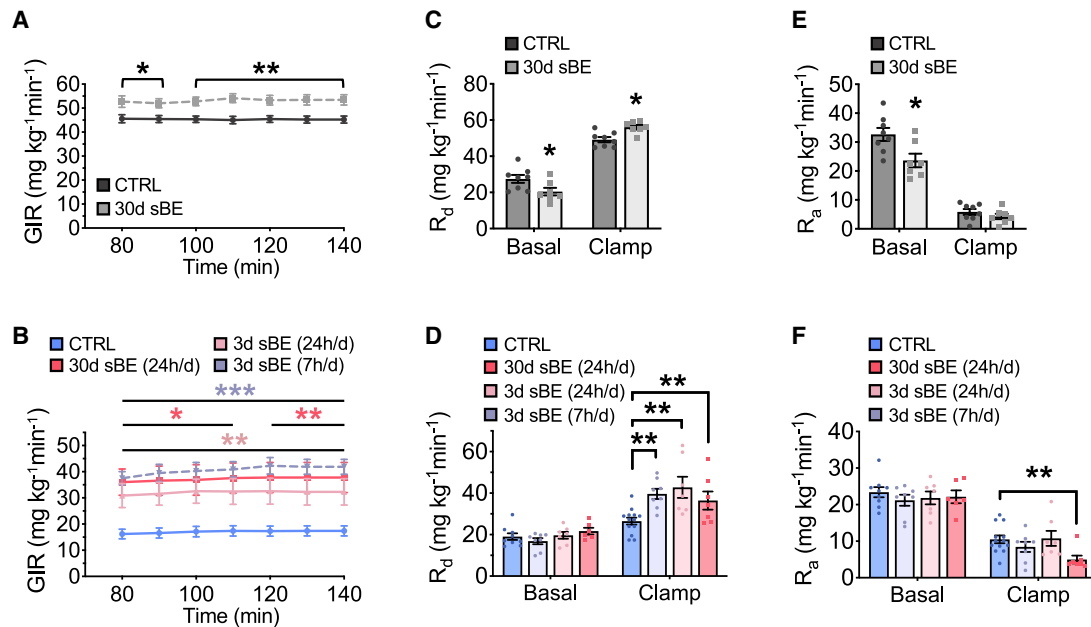 A
* **
GIR (mg kg⁻¹min⁻¹)
60
50
40
30
20
10
0
CTRL
30d sBE
80 100 120 140
Time (min)
C
CTRL
30d sBE
R_d (mg kg⁻¹min⁻¹)
80
60
40
20
0
* *
Basal Clamp
E
CTRL
30d sBE
R_a (mg kg⁻¹min⁻¹)
50
40
30
20
10
0
*
Basal Clamp
B
CTRL 3d sBE (24h/d)
30d sBE (24h/d) 3d sBE (7h/d)
***
* **
**
GIR (mg kg⁻¹min⁻¹)
50
40
30
20
10
0
80 100 120 140
Time (min)
D
CTRL
30d sBE (24h/d)
3d sBE (24h/d)
3d sBE (7h/d)
**
**
**
R_d (mg kg⁻¹min⁻¹)
60
40
20
0
Basal Clamp
F
CTRL
30d sBE (24h/d)
3d sBE (24h/d)
3d sBE (7h/d)
**
R_a (mg kg⁻¹min⁻¹)
40
30
20
10
0
Basal Clamp